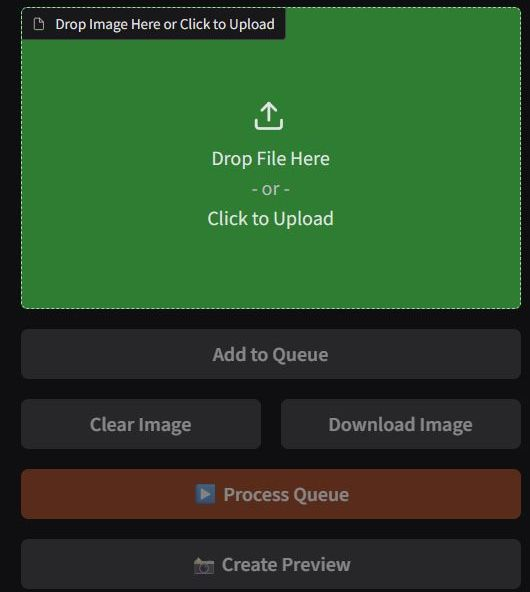 Drop Image Here or Click to Upload
Drop File Here
- or -
Click to Upload
Add to Queue
Clear Image
Download Image
Process Queue
Create Preview